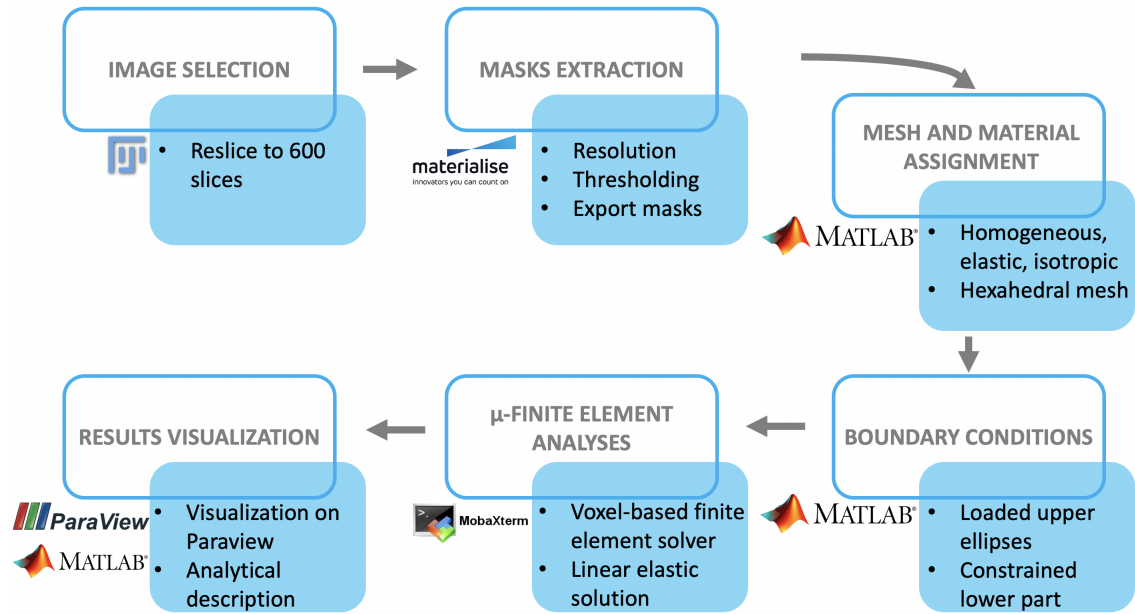 IMAGE SELECTION
• Reslice to 600
slices
MASKS EXTRACTION
materialise
innovators you can count on
• Resolution
• Thresholding
• Export masks
MESH AND MATERIAL
ASSIGNMENT
MATLAB®
• Homogeneous,
elastic, isotropic
• Hexahedral mesh
BOUNDARY CONDITIONS
MATLAB®
• Loaded upper
ellipses
• Constrained
lower part
µ-FINITE ELEMENT
ANALYSES
MobaXterm
• Voxel-based finite
element solver
• Linear elastic
solution
RESULTS VISUALIZATION
ParaView
MATLAB®
• Visualization on
Paraview
• Analytical
description